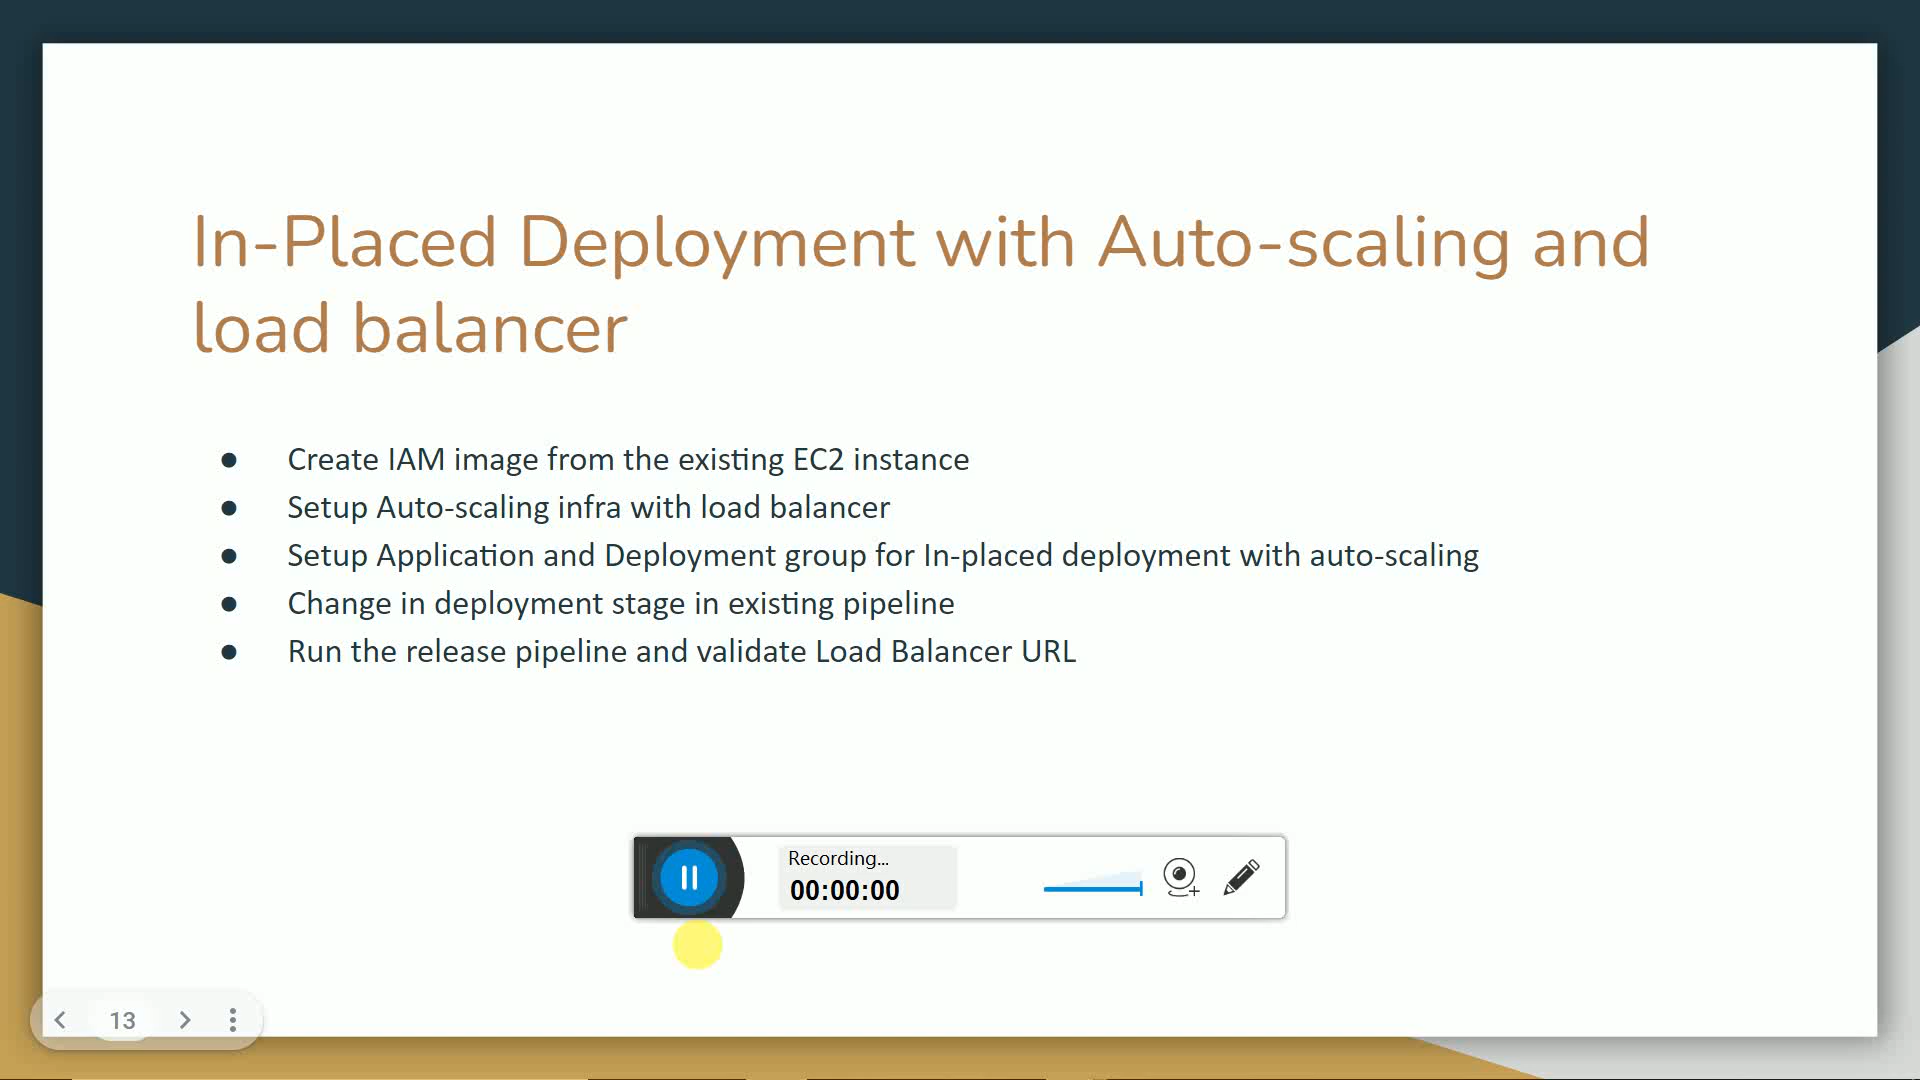 In-Placed Deployment with Auto-scaling and
load balancer
● Create IAM image from the existing EC2 instance
● Setup Auto-scaling infra with load balancer
● Setup Application and Deployment group for In-placed deployment with auto-scaling
● Change in deployment stage in existing pipeline
● Run the release pipeline and validate Load Balancer URL
Recording...
00:00:00
13